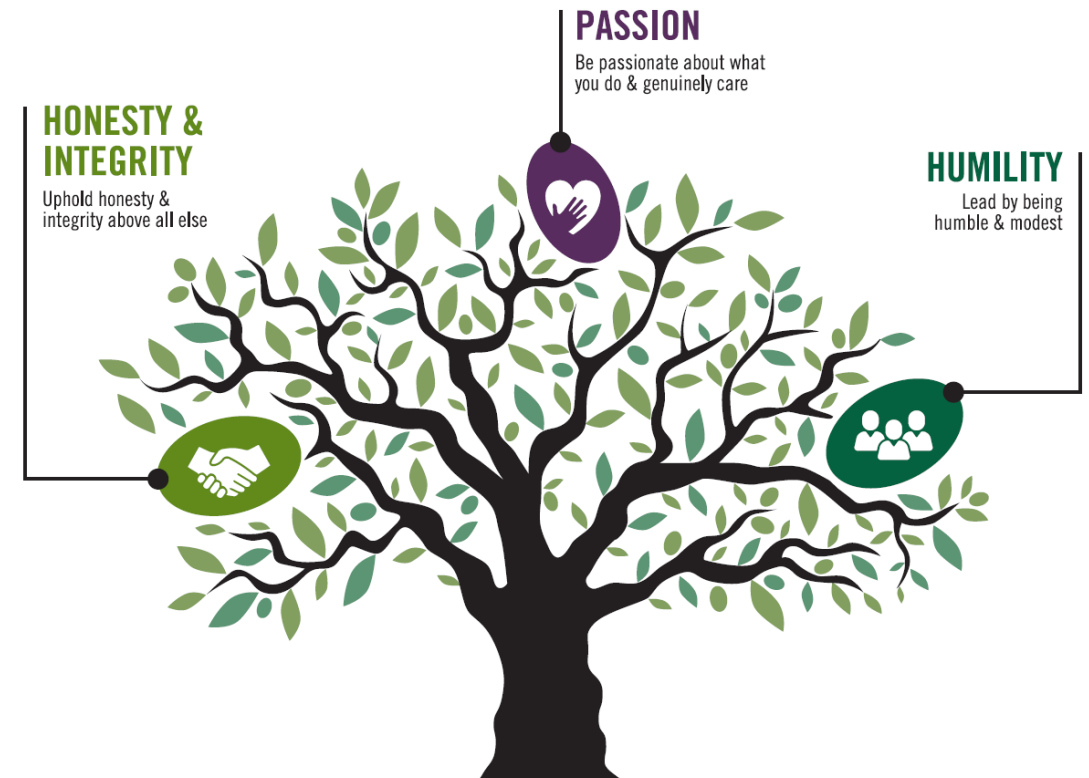 PASSION
Be passionate about what
you do & genuinely care
HONESTY &
INTEGRITY
Uphold honesty &
integrity above all else
HUMILITY
Lead by being
humble & modest